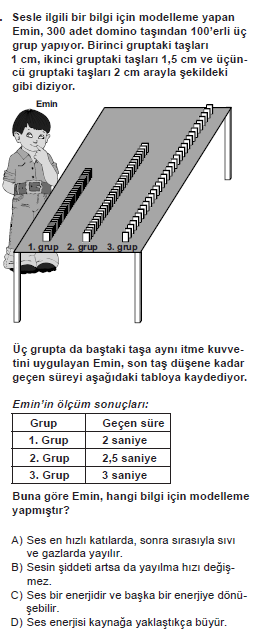 . Sesle ilgili bir bilgi için modelleme yapan
Emin, 300 adet domino taşından 100'erli üç
grup yapıyor. Birinci gruptaki taşları
1 cm, ikinci gruptaki taşları 1,5 cm ve üçün-
cü gruptaki taşları 2 cm arayla şekildeki
gibi diziyor.
Emin
1. grup 2. grup 3. grup
Üç grupta da baştaki taşa aynı itme kuvve-
tini uygulayan Emin, son taş düşene kadar
geçen süreyi aşağıdaki tabloya kaydediyor.
Emin'in ölçüm sonuçları:
Grup Geçen süre
1. Grup 2 saniye
2. Grup 2,5 saniye
3. Grup 3 saniye
Buna göre Emin, hangi bilgi için modelleme
yapmıştır?
A) Ses en hızlı katılarda, sonra sırasıyla sıvı
ve gazlarda yayılır.
B) Sesin şiddeti artsa da yayılma hızı değiş-
mez.
C) Ses bir enerjidir ve başka bir enerjiye dönü-
şebilir.
D) Ses enerjisi kaynağa yaklaştıkça büyür.